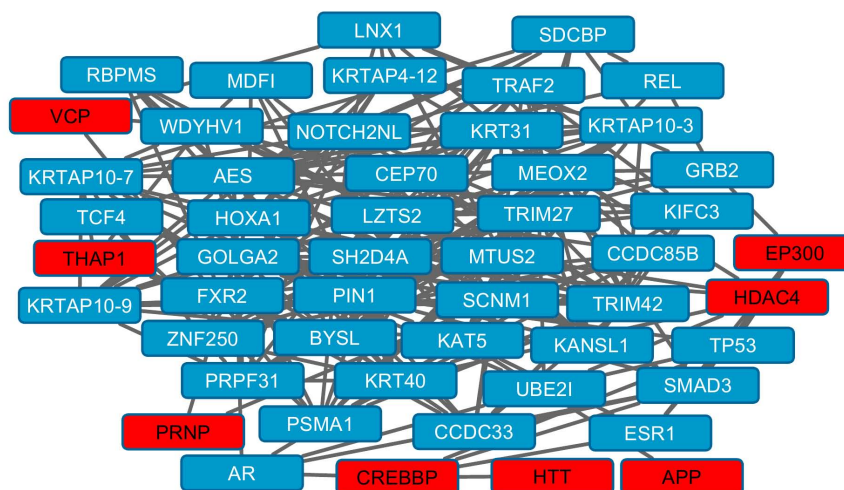 LNX1
SDCBP
RBPMS
MDFI
KRTAP4-12
TRAF2
REL
VCP
WDYHV1
NOTCH2NL
KRT31
KRTAP10-3
KRTAP10-7
AES
CEP70
MEOX2
GRB2
TCF4
HOXA1
LZTS2
TRIM27
KIFC3
THAP1
GOLGA2
SH2D4A
MTUS2
CCDC85B
EP300
KRTAP10-9
FXR2
PIN1
SCNM1
TRIM42
HDAC4
ZNF250
BYSL
KAT5
KANSL1
TP53
PRPF31
KRT40
UBE2I
SMAD3
PRNP
PSMA1
CCDC33
ESR1
AR
CREBBP
HTT
APP